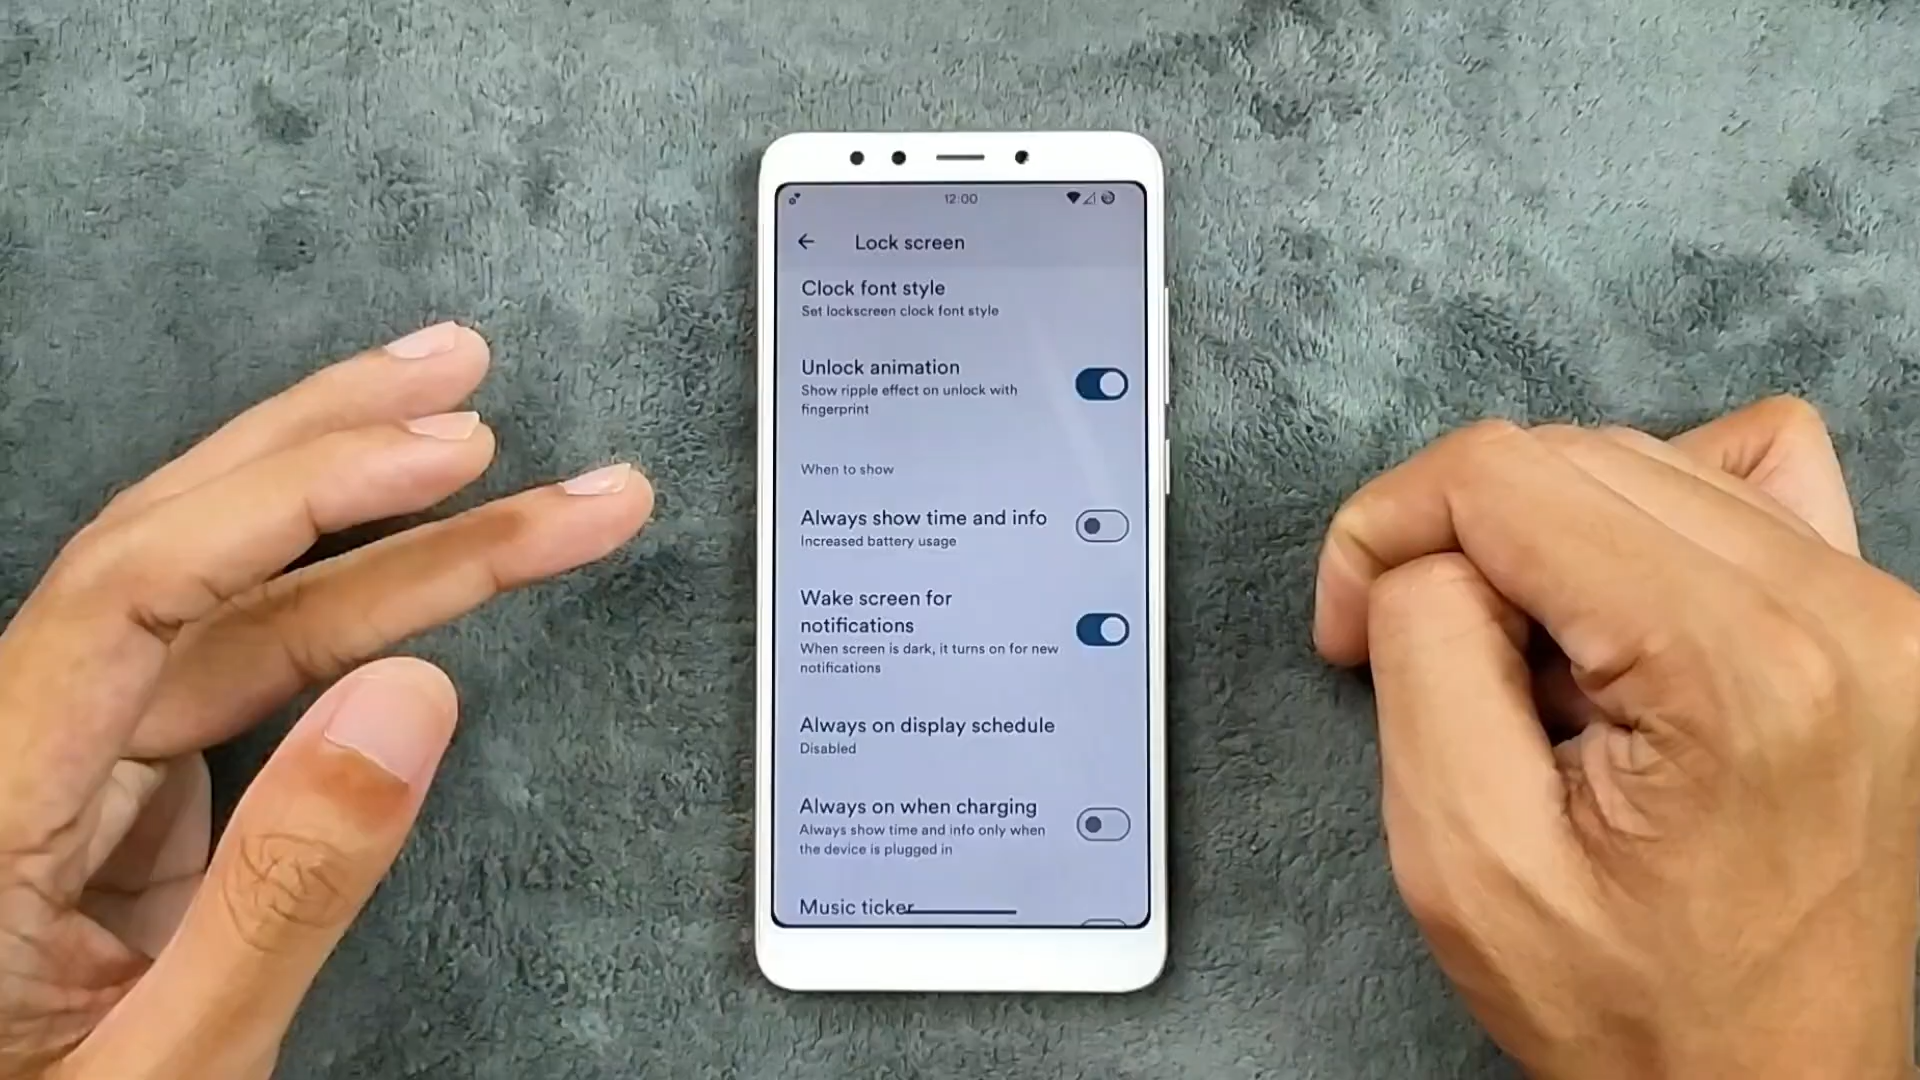 12:00
Lock screen
Clock font style
Set lockscreen clock font style
Unlock animation
Show ripple effect on unlock with
fingerprint
When to show
Always show time and info
Increased battery usage
Wake screen for
notifications
When screen is dark, it turns on for new
notifications
Always on display schedule
Disabled
Always on when charging
Always show time and info only when
the device is plugged in
Music ticker